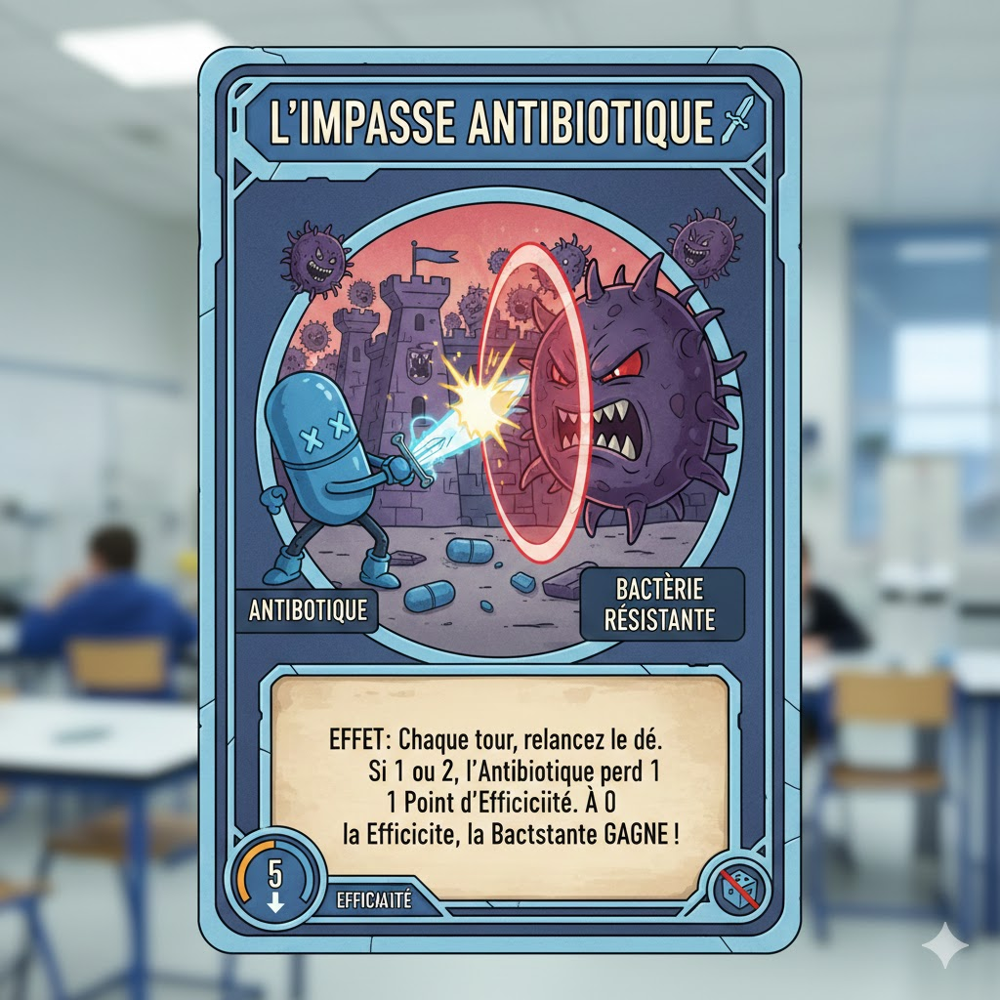 L'IMPASSE ANTIBIOTIQUE
ANTIBOTIQUE
BACTÈRIE
RÉSISTANTE
EFFET: Chaque tour, relancez le dé.
Si 1 ou 2, l'Antibiotique perd 1
1 Point d'Efficiciité. À 0
la Efficicite, la Bactstante GAGNE !
5
EFFICIAITÉ